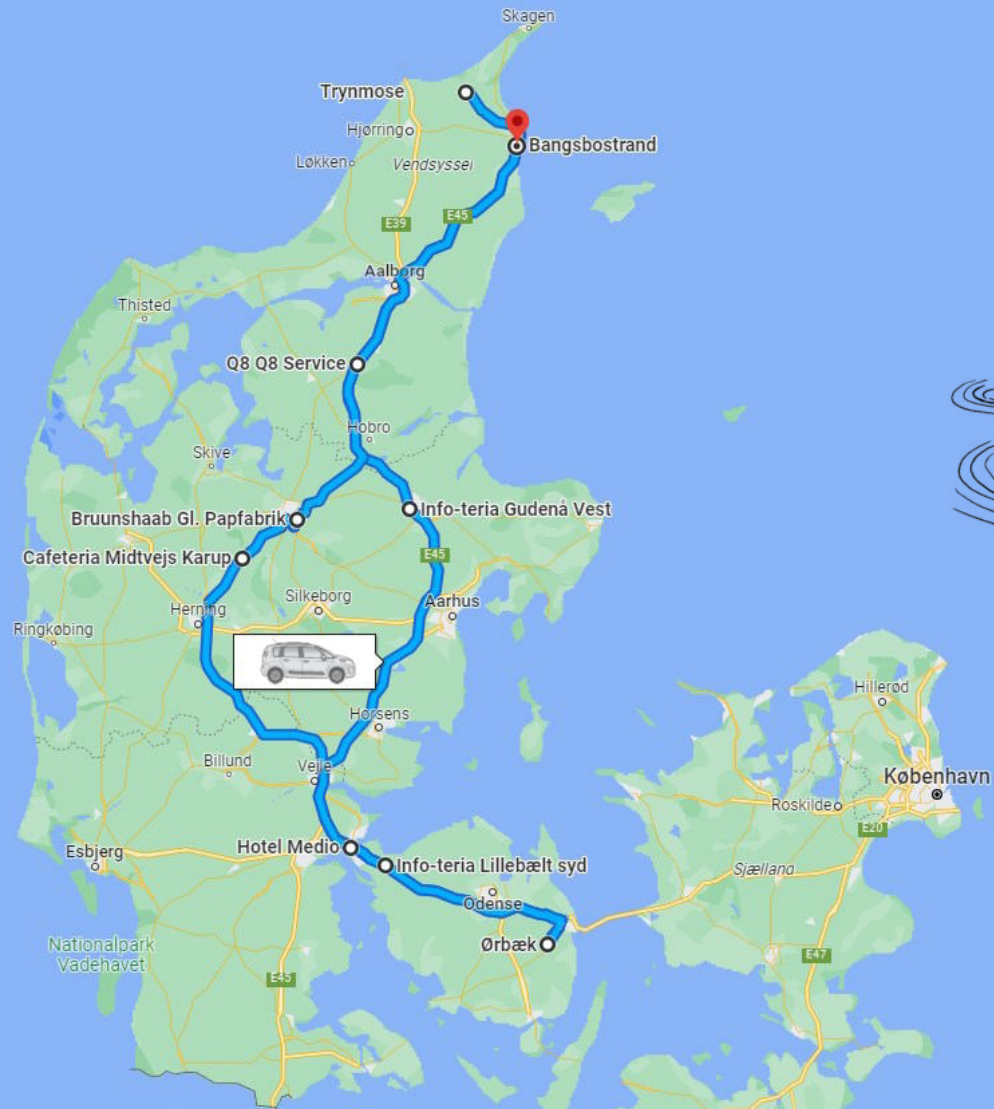 Skagen
Trynmose
Hjørring
Bangsbostrand
Løkken
Vendsyssel
E45
E39
Aalborg
Thisted
Q8 Q8 Service
Hobro
Skive
Info-teria Gudenå Vest
Bruunshaab Gl. Papfabrik
E45
Cafeteria Midtvejs Karup
Silkeborg
Aarhus
Herning
Ringkøbing
Hillerød
Horsens
Billund
Vejle
København
Roskilde
E20
Hotel Medio
Esbjerg
Info-teria Lillebælt syd
Sjælland
Odense
Ørbæk
Nationalpark
Vadehavet
E47
E45